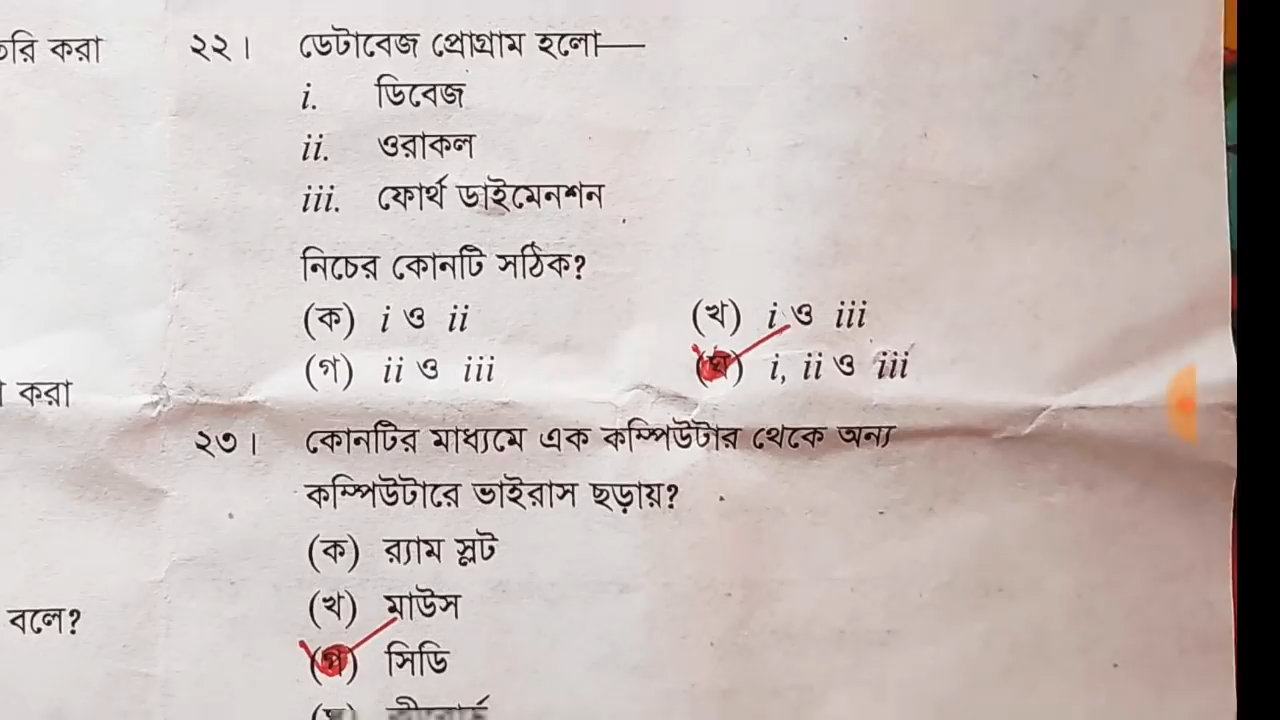 তরি করা
২২। ডেটাবেজ প্রোগ্রাম হলো—
i. ডিবেজ
ii. ওরাকল
iii. ফোর্থ ডাইমেনশন
নিচের কোনটি সঠিক?
(ক) i ও ii (খ) i ও iii
(গ) ii ও iii (ঘ) i, ii ও iii
করা
২৩। কোনটির মাধ্যমে এক কম্পিউটার থেকে অন্য
কম্পিউটারে ভাইরাস ছড়ায়?
(ক) র‍্যাম স্লট
(খ) মাউস
বলে?
(গ) সিডি